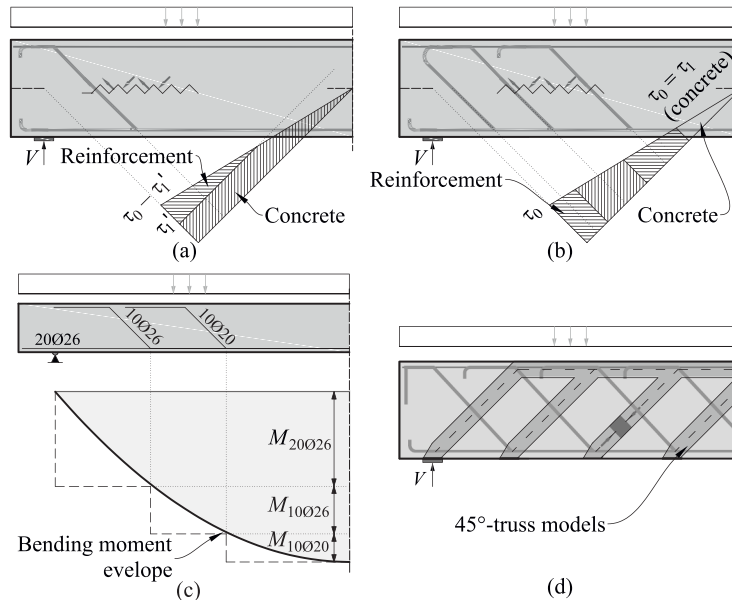 V
Reinforcement
τ₀ - τ₁'
τ₁'
Concrete
(a)
τ₀ = τ₁
(concrete)
V
Reinforcement
τ₀
Concrete
(b)
20Ø26
10Ø26
10Ø20
M20Ø26
M10Ø26
M10Ø20
Bending moment
evelope
(c)
V
45°-truss models
(d)